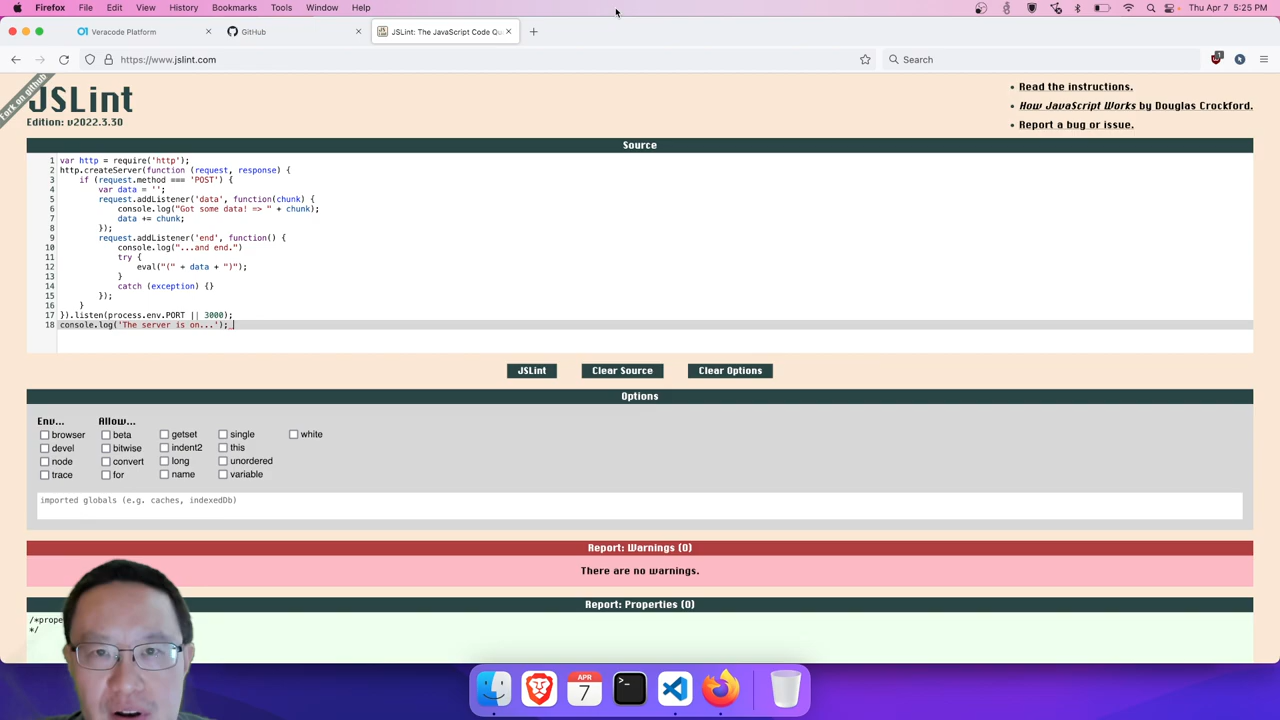 Firefox File Edit View History Bookmarks Tools Window Help Thu Apr 7 5:25 PM
Veracode Platform GitHub JSLint: The JavaScript Code Qu
https://www.jslint.com Search
Fork on github
JSLint
Edition: v2022.3.30
Read the instructions.
How JavaScript Works by Douglas Crockford.
Report a bug or issue.
Source
1 var http = require('http');
2 http.createServer(function (request, response) {
3 if (request.method === 'POST') {
4 var data = '';
5 request.addListener('data', function(chunk) {
6 console.log("Got some data! => " + chunk);
7 data += chunk;
8 });
9 request.addListener('end', function() {
10 console.log("...and end.")
11 try {
12 eval("(" + data + ")");
13 }
14 catch (exception) {}
15 });
16 }
17 }).listen(process.env.PORT || 3000);
18 console.log('The server is on...');
JSLint Clear Source Clear Options
Options
Env... Allow...
browser beta getset single white
devel bitwise indent2 this
node convert long unordered
trace for name variable
imported globals (e.g. caches, indexedDb)
Report: Warnings (0)
There are no warnings.
Report: Properties (0)
*/
APR
7